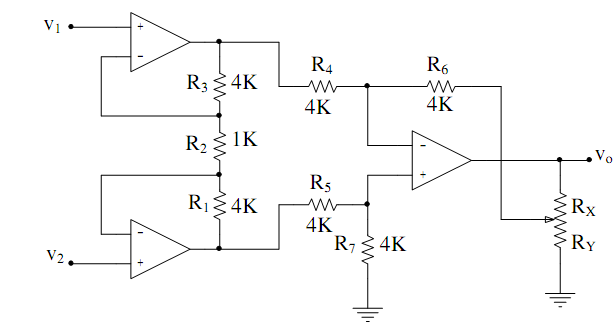 V1
+
-
R3 4K
R2 1K
R1 4K
V2
-
+
R4
4K
R6
4K
-
+
R5
4K
R7 4K
Vo
RX
RY